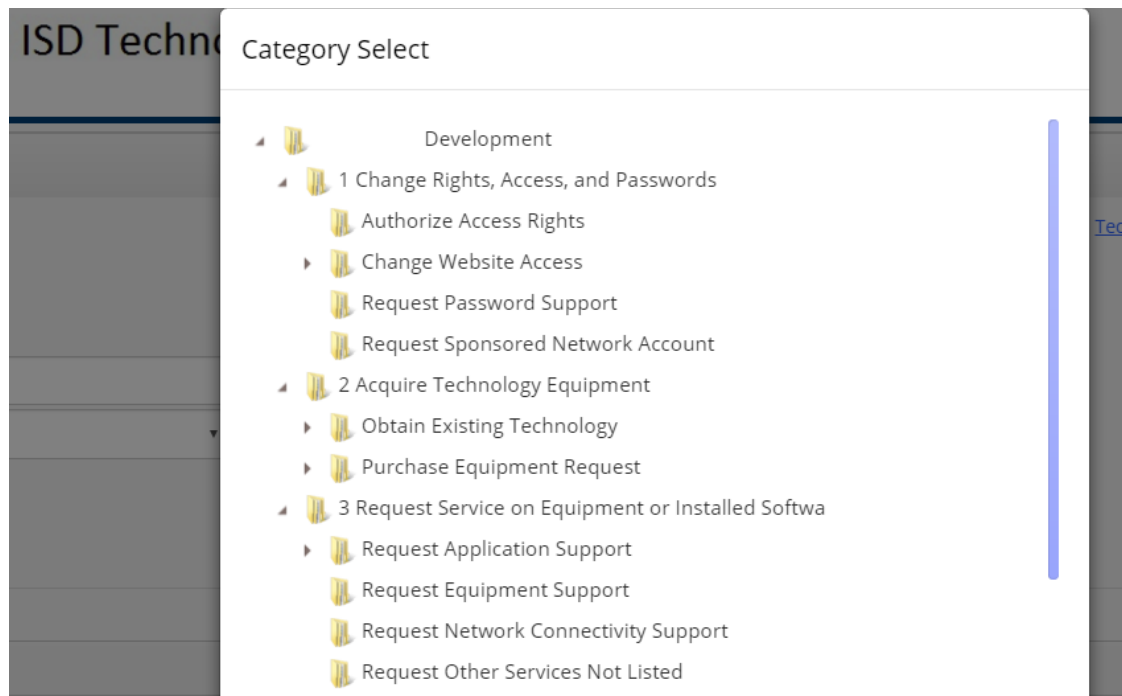 ISD Techno
Category Select
Development
1 Change Rights, Access, and Passwords
Authorize Access Rights
Tec
Change Website Access
Request Password Support
Request Sponsored Network Account
2 Acquire Technology Equipment
Obtain Existing Technology
Purchase Equipment Request
3 Request Service on Equipment or Installed Softwa
Request Application Support
Request Equipment Support
Request Network Connectivity Support
Request Other Services Not Listed